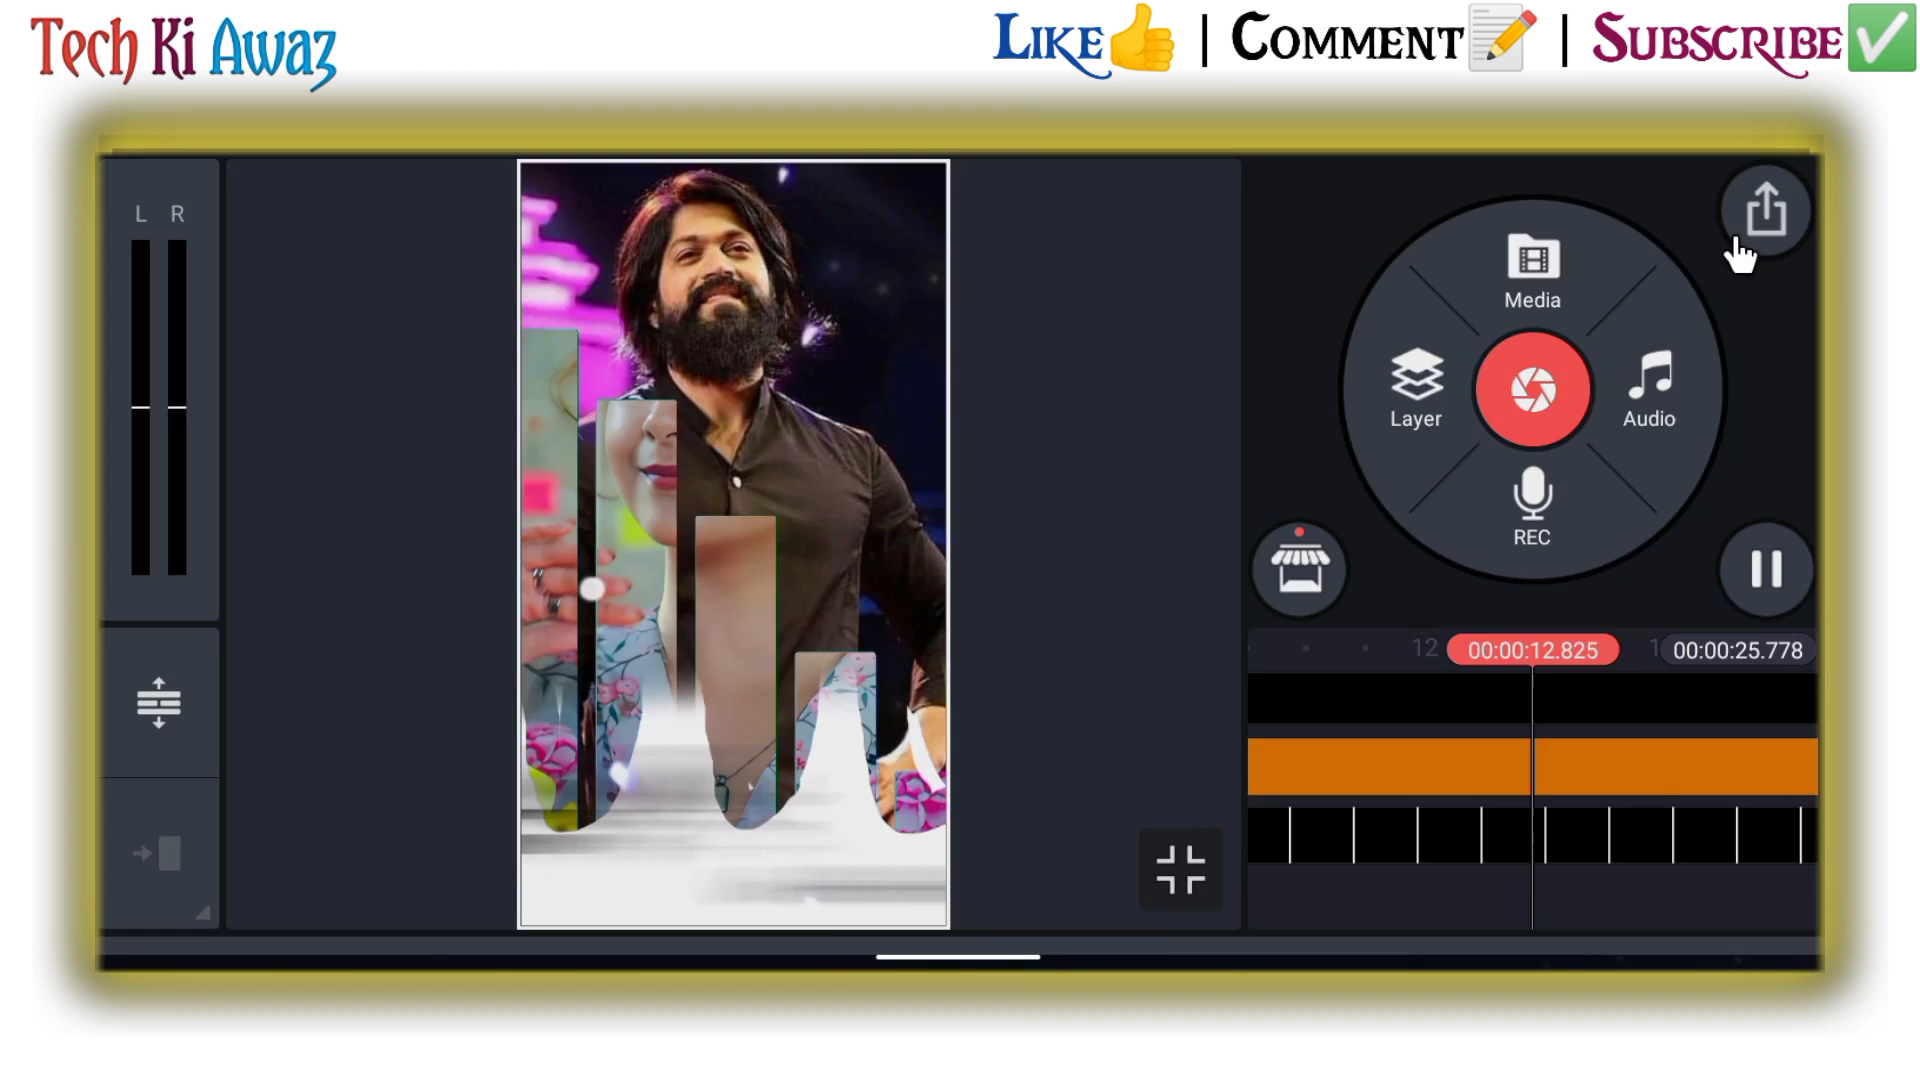 Tech Ki Awaz
LIKE👍 | COMMENT📝 | SUBSCRIBE✅
L R
Media
Layer
Audio
REC
12
00:00:12.825
1
00:00:25.778